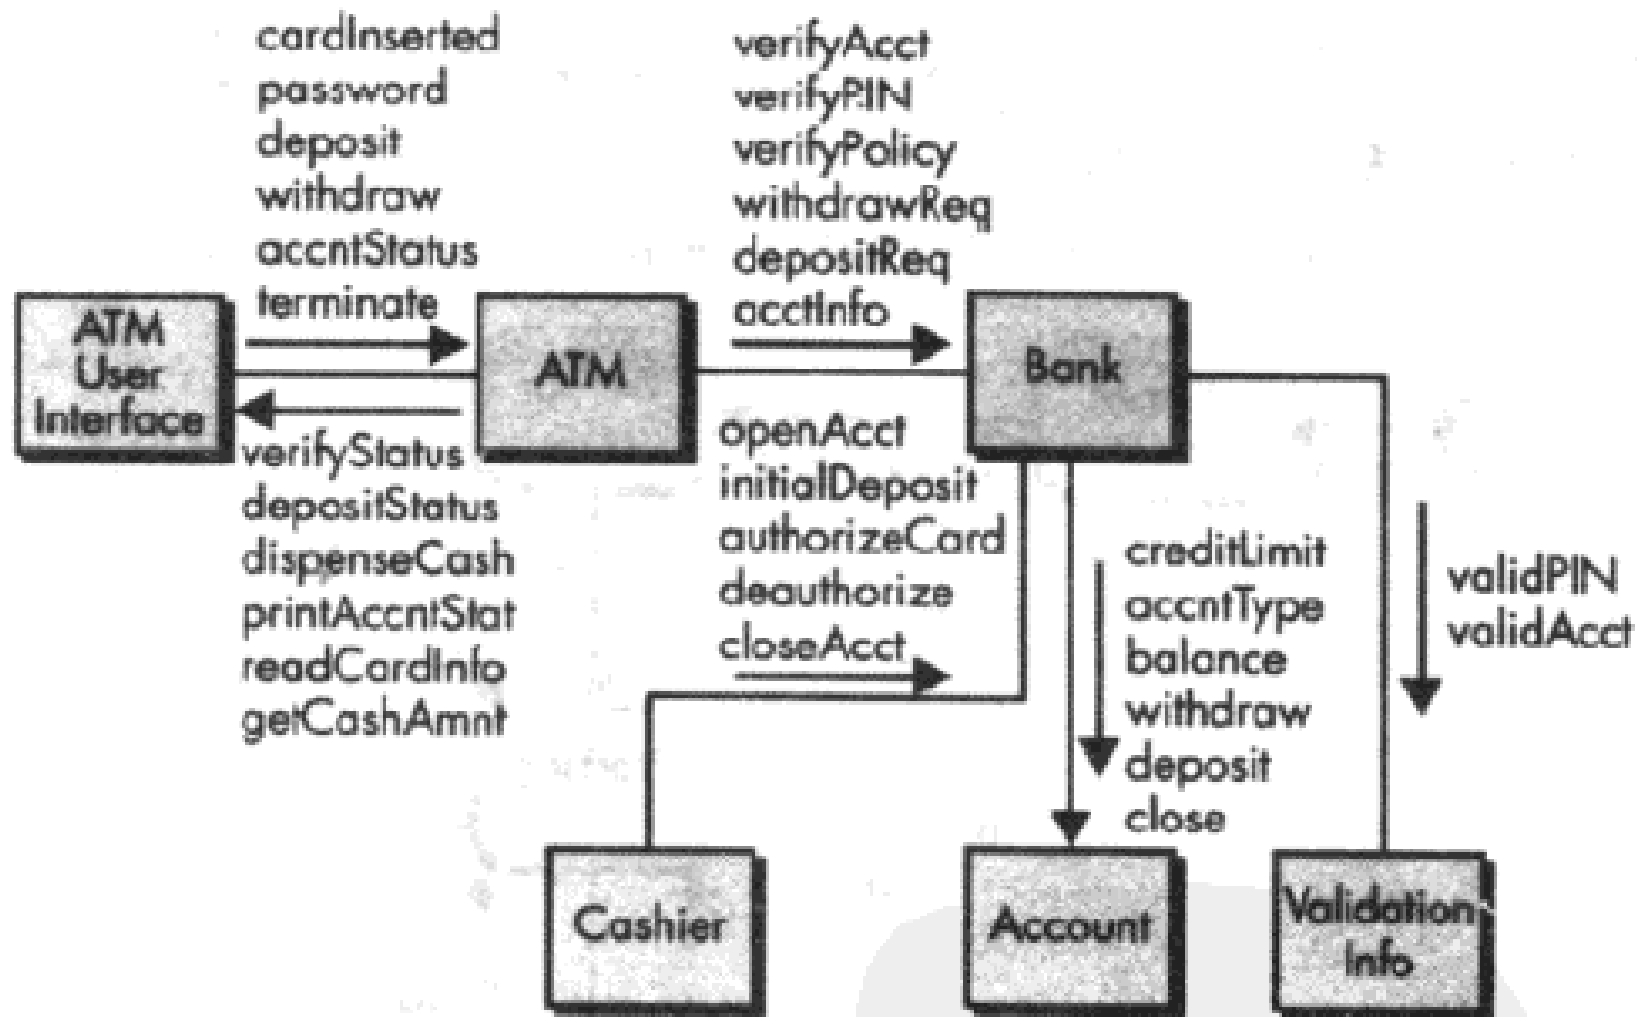 cardInserted
password
deposit
withdraw
accntStatus
terminate
verifyAcct
verifyPIN
verifyPolicy
withdrawReq
depositReq
acctInfo
ATM
User
Interface
ATM
Bank
verifyStatus
depositStatus
dispenseCash
printAccntStat
readCardInfo
getCashAmnt
openAcct
initialDeposit
authorizeCard
deauthorize
closeAcct
creditLimit
accntType
balance
withdraw
deposit
close
validPIN
validAcct
Cashier
Account
Validation
Info